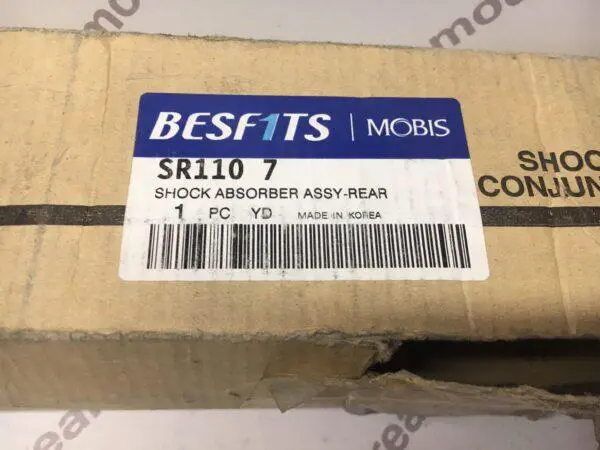 BESF1TS | MOBIS
SR110 7
SHOCK ABSORBER ASSY-REAR
1 PC YD MADE IN KOREA
SHOC
CONJUN